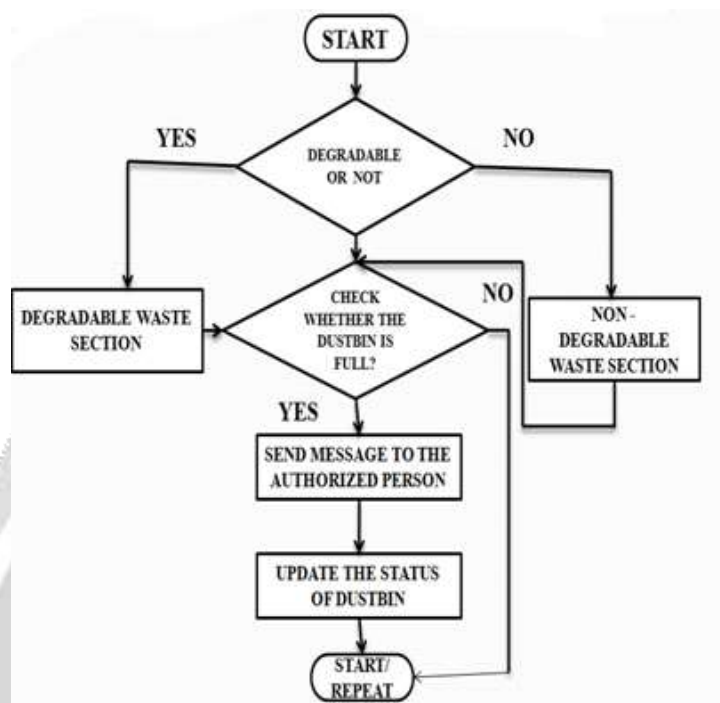 START
YES
NO
DEGRADABLE
OR NOT
DEGRADABLE WASTE
SECTION
CHECK
WHETHER THE
DUSTBIN IS
FULL?
NO
NON -
DEGRADABLE
WASTE SECTION
YES
SEND MESSAGE TO THE
AUTHORIZED PERSON
UPDATE THE STATUS
OF DUSTBIN
START/
REPEAT